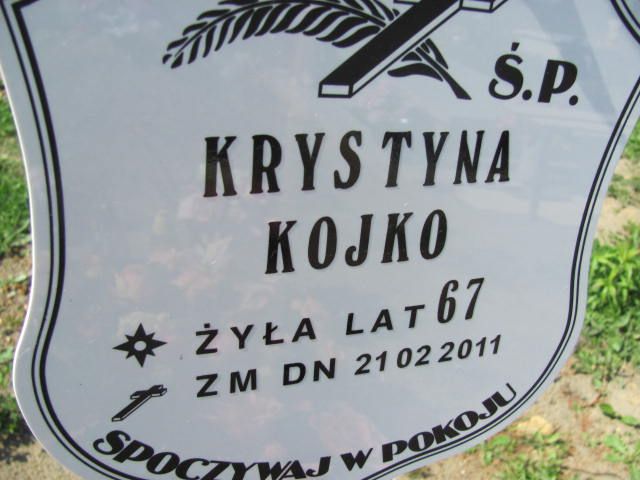 Ś.P.
KRYSTYNA
KOJKO
ŻYŁA LAT 67
ZM DN 21 02 2011
SPOCZYWAJ W POKOJU